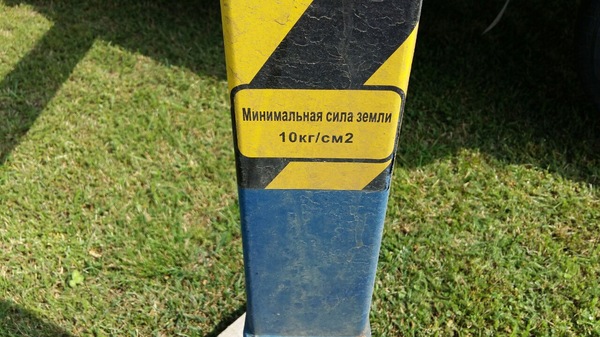 Минимальная сила земли
10кг/см2